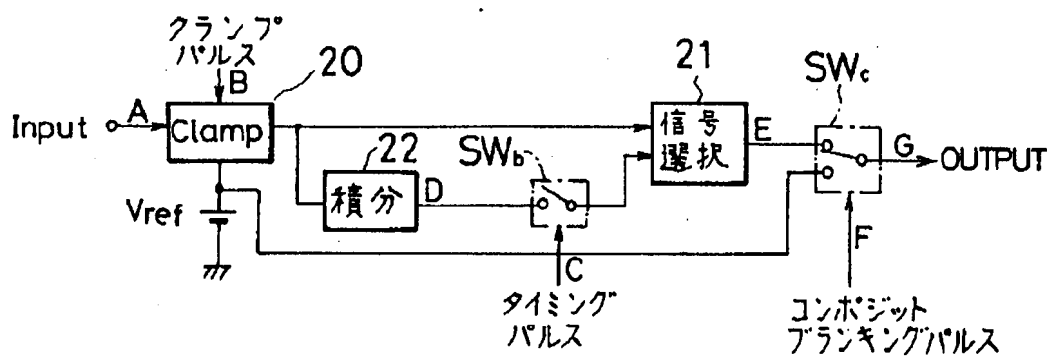 クランプ
パルス
B
20
A
Input
Clamp
Vref
22
積分
D
SWb
C
タイミング
パルス
21
信号
選択
E
SWc
G
OUTPUT
F
コンポジット
ブランキングパルス